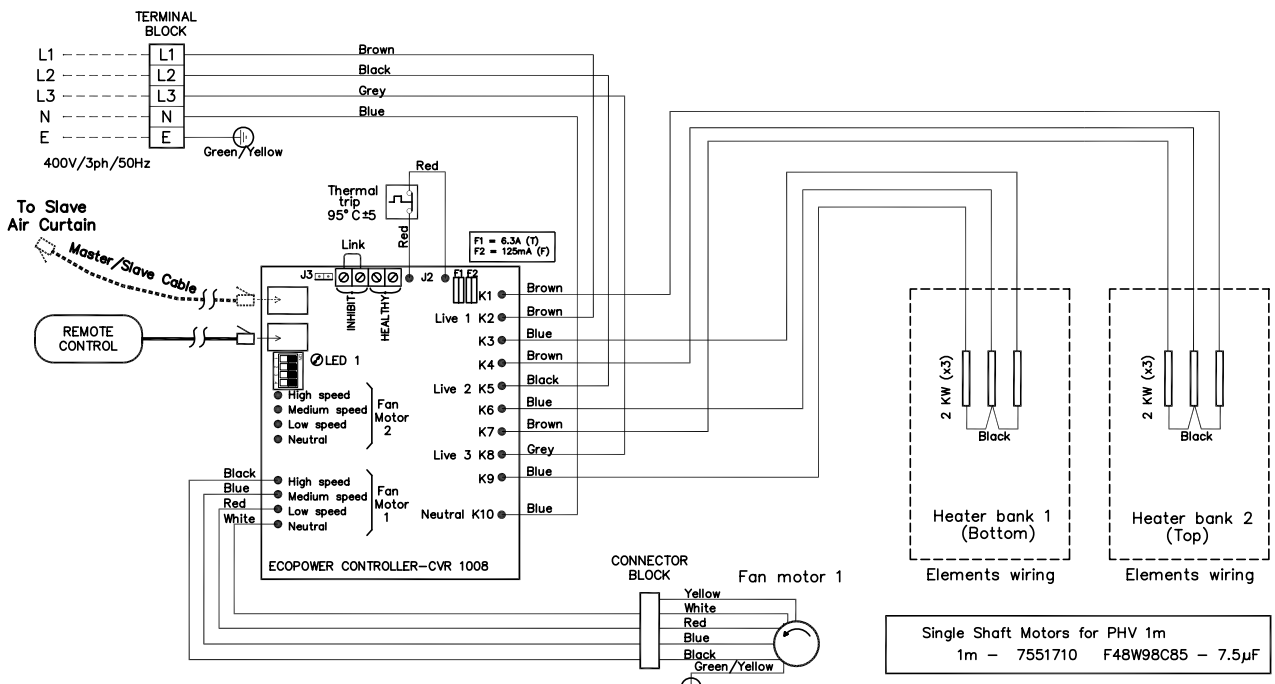 TERMINAL
BLOCK
L1 L1 Brown
L2 L2 Black
L3 L3 Grey
N N Blue
E E
Green/Yellow
400V/3ph/50Hz
Red
Thermal
trip
95°C±5
Red
To Slave
Air Curtain
Master/Slave Cable
Link
F1 = 6.3A (T)
F2 = 125mA (F)
J3
J2
F1 F2
INHIBIT
HEALTHY
REMOTE
CONTROL
LED 1
K1 Brown
Live 1 K2 Brown
K3 Blue
K4 Brown
Live 2 K5 Black
K6 Blue
K7 Brown
Live 3 K8 Grey
K9 Blue
Neutral K10 Blue
High speed
Medium speed
Low speed
Neutral
Fan
Motor
2
Black High speed
Blue Medium speed
Red Low speed
White Neutral
Fan
Motor
1
ECOPOWER CONTROLLER-CVR 1008
2 KW (x3)
Black
Heater bank 1
(Bottom)
Elements wiring
2 KW (x3)
Black
Heater bank 2
(Top)
Elements wiring
CONNECTOR
BLOCK
Fan motor 1
Yellow
White
Red
Blue
Black
Green/Yellow
Single Shaft Motors for PHV 1m
1m - 7551710 F48W98C85 - 7.5µF